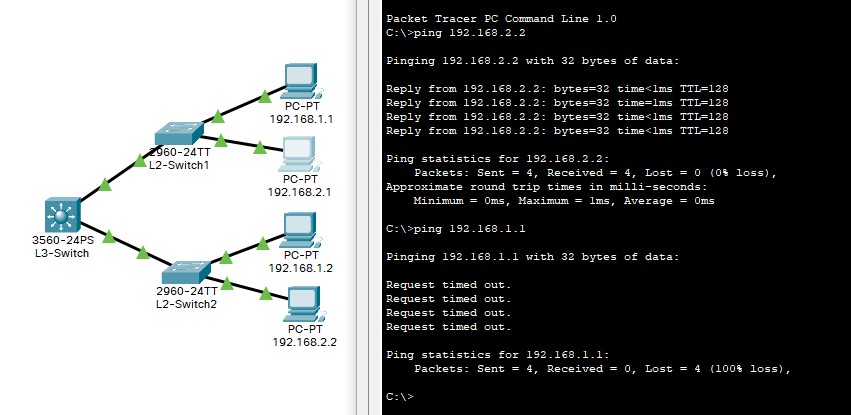 PC-PT
192.168.1.1
2960-24TT
L2-Switch1
PC-PT
192.168.2.1
3560-24PS
L3-Switch
PC-PT
192.168.1.2
2960-24TT
L2-Switch2
PC-PT
192.168.2.2
Packet Tracer PC Command Line 1.0
C:\>ping 192.168.2.2
Pinging 192.168.2.2 with 32 bytes of data:
Reply from 192.168.2.2: bytes=32 time<1ms TTL=128
Reply from 192.168.2.2: bytes=32 time=1ms TTL=128
Reply from 192.168.2.2: bytes=32 time<1ms TTL=128
Reply from 192.168.2.2: bytes=32 time<1ms TTL=128
Ping statistics for 192.168.2.2:
Packets: Sent = 4, Received = 4, Lost = 0 (0% loss),
Approximate round trip times in milli-seconds:
Minimum = 0ms, Maximum = 1ms, Average = 0ms
C:\>ping 192.168.1.1
Pinging 192.168.1.1 with 32 bytes of data:
Request timed out.
Request timed out.
Request timed out.
Request timed out.
Ping statistics for 192.168.1.1:
Packets: Sent = 4, Received = 0, Lost = 4 (100% loss),
C:\>